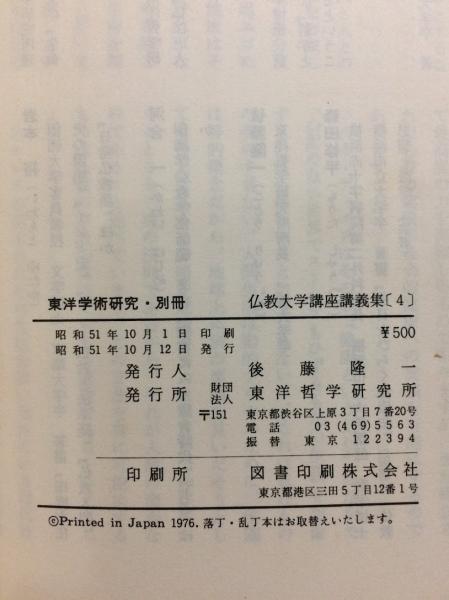 東洋学術研究・別冊 仏教大学講座講義集〔4〕
昭和51年10月1日 印刷 ¥500
昭和51年10月12日 発行
発行人 後藤隆一
発行所 財団法人 東洋哲学研究所
〒151 東京都渋谷区上原3丁目7番20号
電話 03(469)5563
振替 東京 122394
印刷所 図書印刷株式会社
東京都港区三田5丁目12番1号
©Printed in Japan 1976. 落丁・乱丁本はお取替えいたします。